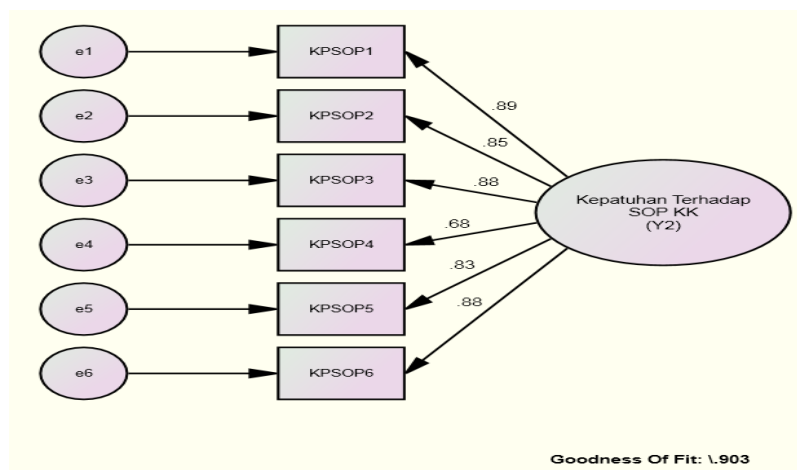 e1
KPSOP1
.89
e2
KPSOP2
.85
e3
KPSOP3
.88
Kepatuhan Terhadap
SOP KK
(Y2)
e4
KPSOP4
.68
e5
KPSOP5
.83
e6
KPSOP6
.88
Goodness Of Fit: \.903